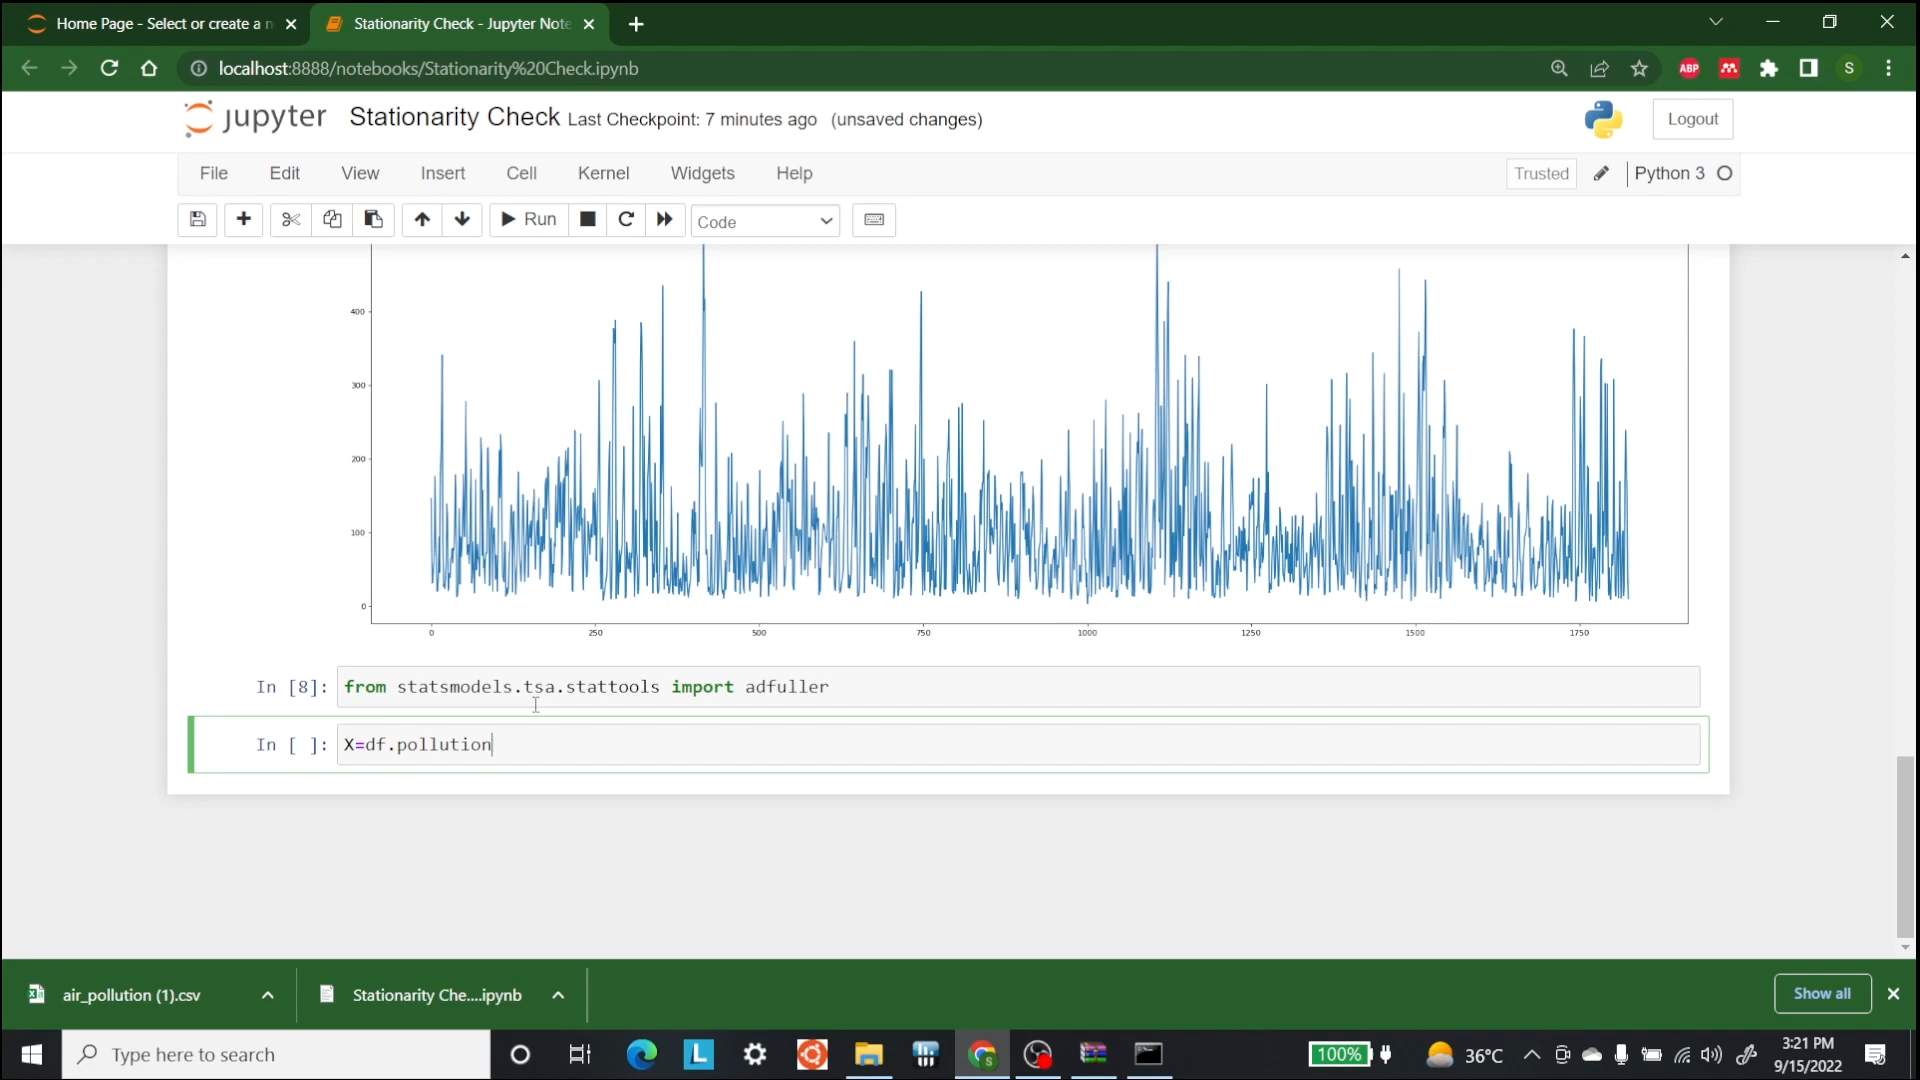 Home Page - Select or create a n
Stationarity Check - Jupyter Note
localhost:8888/notebooks/Stationarity%20Check.ipynb
ABP
S
jupyter Stationarity Check Last Checkpoint: 7 minutes ago (unsaved changes)
Logout
File Edit View Insert Cell Kernel Widgets Help
Trusted Python 3
Run Code
400
300
200
100
0
0 250 500 750 1000 1250 1500 1750
In [8]: from statsmodels.tsa.stattools import adfuller
In [ ]: X=df.pollution
air_pollution (1).csv
Stationarity Che....ipynb
Show all
Type here to search
L
100%
36°C
3:21 PM
9/15/2022